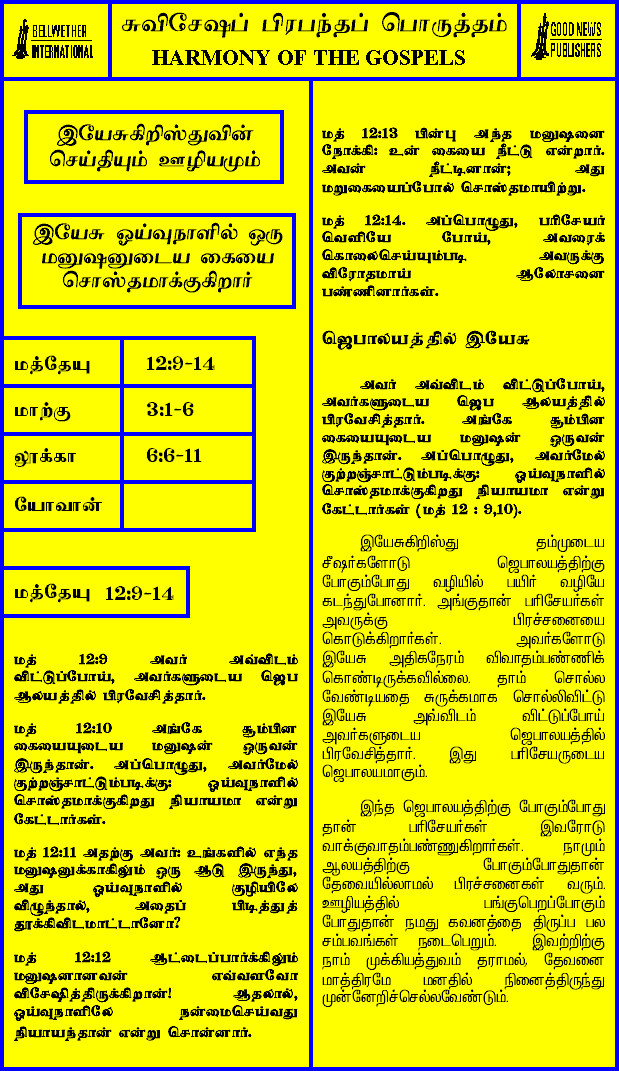 BELLWETHER
INTERNATIONAL
சுவிசேஷப் பிரபந்தப் பொருத்தம்
HARMONY OF THE GOSPELS
GOOD NEWS
PUBLISHERS
இயேசுகிறிஸ்துவின்
செய்தியும் ஊழியமும்
இயேசு ஓய்வுநாளில் ஒரு
மனுஷனுடைய கையை
சொஸ்தமாக்குகிறார்
மத்தேயு 12:9-14
மாற்கு 3:1-6
லூக்கா 6:6-11
யோவான்
மத்தேயு 12:9-14
மத் 12:9 அவர் அவ்விடம்
விட்டுப்போய், அவர்களுடைய ஜெப
ஆலயத்தில் பிரவேசித்தார்.
மத் 12:10 அங்கே சூம்பின
கையையுடைய மனுஷன் ஒருவன்
இருந்தான். அப்பொழுது, அவர்மேல்
குற்றஞ்சாட்டும்படிக்கு: ஓய்வுநாளில்
சொஸ்தமாக்குகிறது நியாயமா என்று
கேட்டார்கள்.
மத் 12:11 அதற்கு அவர்: உங்களில் எந்த
மனுஷனுக்காகிலும் ஒரு ஆடு இருந்து,
அது ஓய்வுநாளில் குழியிலே
விழுந்தால், அதைப் பிடித்துத்
தூக்கிவிடமாட்டானோ?
மத் 12:12 ஆட்டைப்பார்க்கிலும்
மனுஷனானவன் எவ்வளவோ
விசேஷித்திருக்கிறான்! ஆதலால்,
ஓய்வுநாளிலே நன்மைசெய்வது
நியாயந்தான் என்று சொன்னார்.
மத் 12:13 பின்பு அந்த மனுஷனை
நோக்கி: உன் கையை நீட்டு என்றார்.
அவன் நீட்டினான்; அது
மறுகையைப்போல் சொஸ்தமாயிற்று.
மத் 12:14. அப்பொழுது, பரிசேயர்
வெளியே போய், அவரைக்
கொலைசெய்யும்படி அவருக்கு
விரோதமாய் ஆலோசனை
பண்ணினார்கள்.
ஜெபாலயத்தில் இயேசு
அவர் அவ்விடம் விட்டுப்போய்,
அவர்களுடைய ஜெப ஆலயத்தில்
பிரவேசித்தார். அங்கே சூம்பின
கையையுடைய மனுஷன் ஒருவன்
இருந்தான். அப்பொழுது, அவர்மேல்
குற்றஞ்சாட்டும்படிக்கு: ஓய்வுநாளில்
சொஸ்தமாக்குகிறது நியாயமா என்று
கேட்டார்கள் (மத் 12 : 9,10).
இயேசுகிறிஸ்து தம்முடைய
சீஷர்களோடு ஜெபாலயத்திற்கு
போகும்போது வழியில் பயிர் வழியே
கடந்துபோனார். அங்குதான் பரிசேயர்கள்
அவருக்கு பிரச்சனையை
கொடுக்கிறார்கள். அவர்களோடு
இயேசு அதிகநேரம் விவாதம்பண்ணிக்
கொண்டிருக்கவில்லை. தாம் சொல்ல
வேண்டியதை சுருக்கமாக சொல்லிவிட்டு
இயேசு அவ்விடம் விட்டுப்போய்
அவர்களுடைய ஜெபாலயத்தில்
பிரவேசித்தார். இது பரிசேயருடைய
ஜெபாலயமாகும்.
இந்த ஜெபாலயத்திற்கு போகும்போது
தான் பரிசேயர்கள் இவரோடு
வாக்குவாதம்பண்ணுகிறார்கள். நாமும்
ஆலயத்திற்கு போகும்போதுதான்
தேவையில்லாமல் பிரச்சனைகள் வரும்.
ஊழியத்தில் பங்குபெறப்போகும்
போதுதான் நமது கவனத்தை திருப்ப பல
சம்பவங்கள் நடைபெறும். இவற்றிற்கு
நாம் முக்கியத்துவம் தராமல், தேவனை
மாத்திரமே மனதில் நினைத்திருந்து
முன்னேறிச்செல்லவேண்டும்.